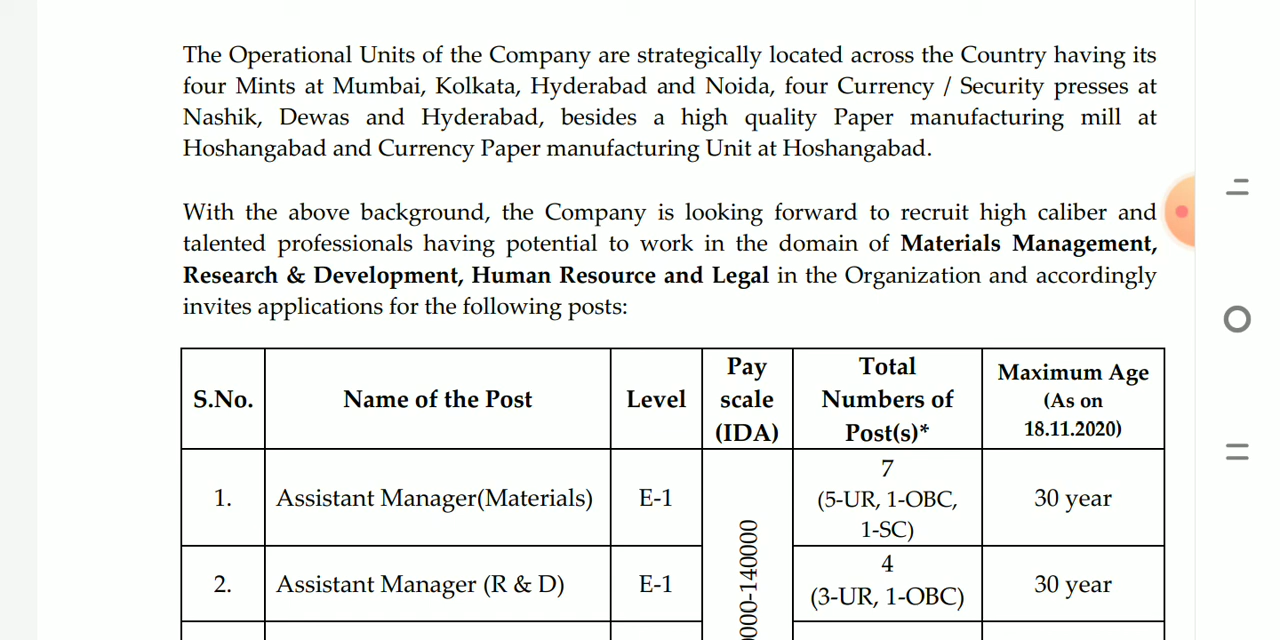 The Operational Units of the Company are strategically located across the Country having its
four Mints at Mumbai, Kolkata, Hyderabad and Noida, four Currency / Security presses at
Nashik, Dewas and Hyderabad, besides a high quality Paper manufacturing mill at
Hoshangabad and Currency Paper manufacturing Unit at Hoshangabad.
With the above background, the Company is looking forward to recruit high caliber and
talented professionals having potential to work in the domain of Materials Management,
Research & Development, Human Resource and Legal in the Organization and accordingly
invites applications for the following posts:
S.No. Name of the Post Level Pay scale (IDA) Total Numbers of Post(s)* Maximum Age (As on 18.11.2020)
1. Assistant Manager(Materials) E-1 7 (5-UR, 1-OBC, 1-SC) 30 year
2. Assistant Manager (R & D) E-1 4 (3-UR, 1-OBC) 30 year